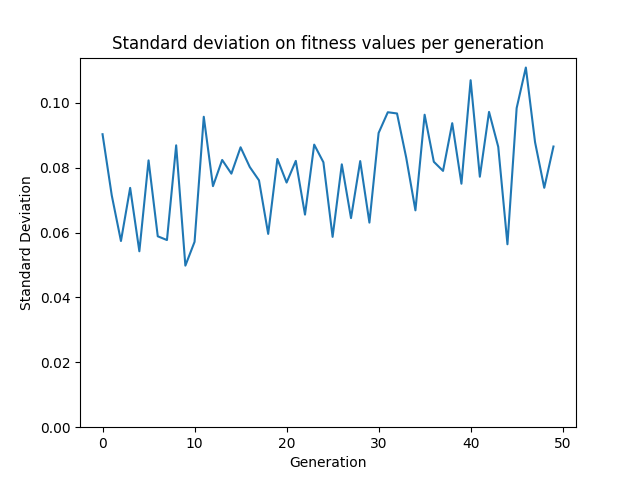 Standard deviation on fitness values per generation
0.10
0.08
0.06
0.04
0.02
0.00
Standard Deviation
0 10 20 30 40 50
Generation